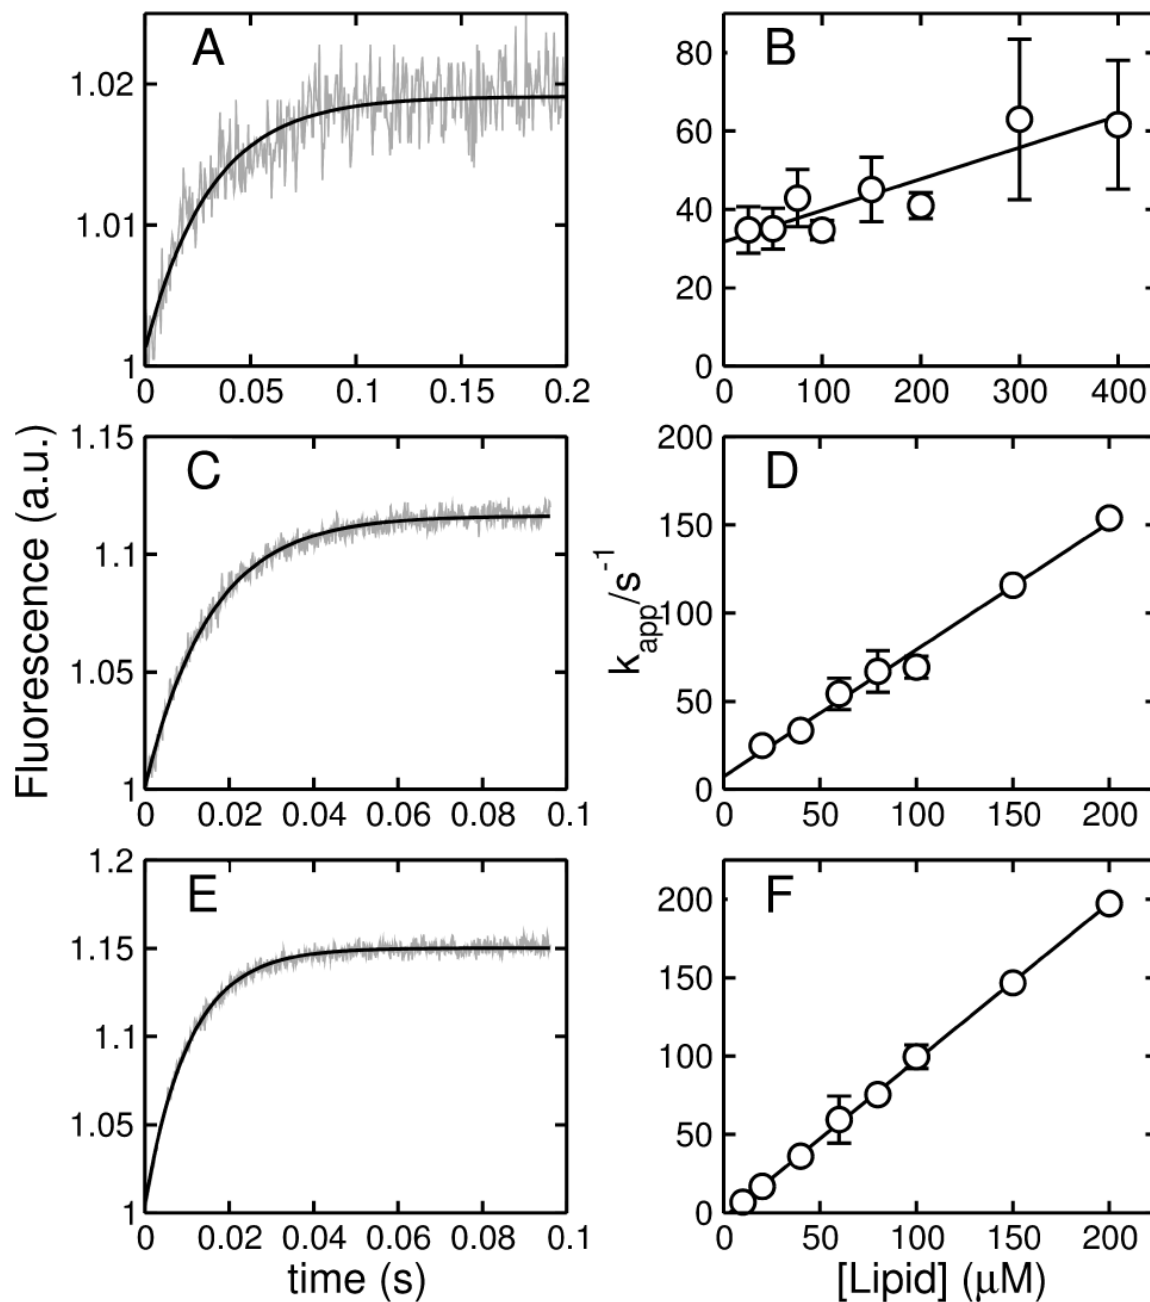 A
1.02
1.01
1
0 0.05 0.1 0.15 0.2
B
80
60
40
20
0
0 100 200 300 400
C
1.15
1.1
1.05
1
0 0.02 0.04 0.06 0.08 0.1
D
200
150
100
50
0
0 50 100 150 200
E
1.2
1.15
1.1
1.05
1
0 0.02 0.04 0.06 0.08 0.1
F
200
150
100
50
0
0 50 100 150 200
Fluorescence (a.u.)
kapp/s-1
time (s)
[Lipid] (μM)